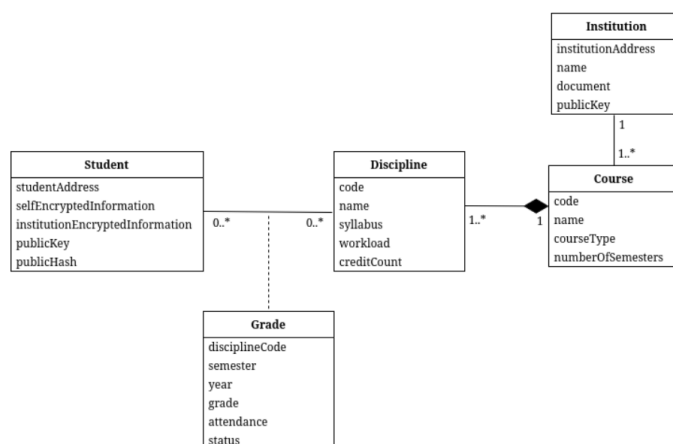 Institution
institutionAddress
name
document
publicKey
1
1..*
Student
studentAddress
selfEncryptedInformation
institutionEncryptedInformation
publicKey
publicHash
0..*
0..*
Discipline
code
name
syllabus
workload
creditCount
1..*
1
Course
code
name
courseType
numberOfSemesters
Grade
disciplineCode
semester
year
grade
attendance
status